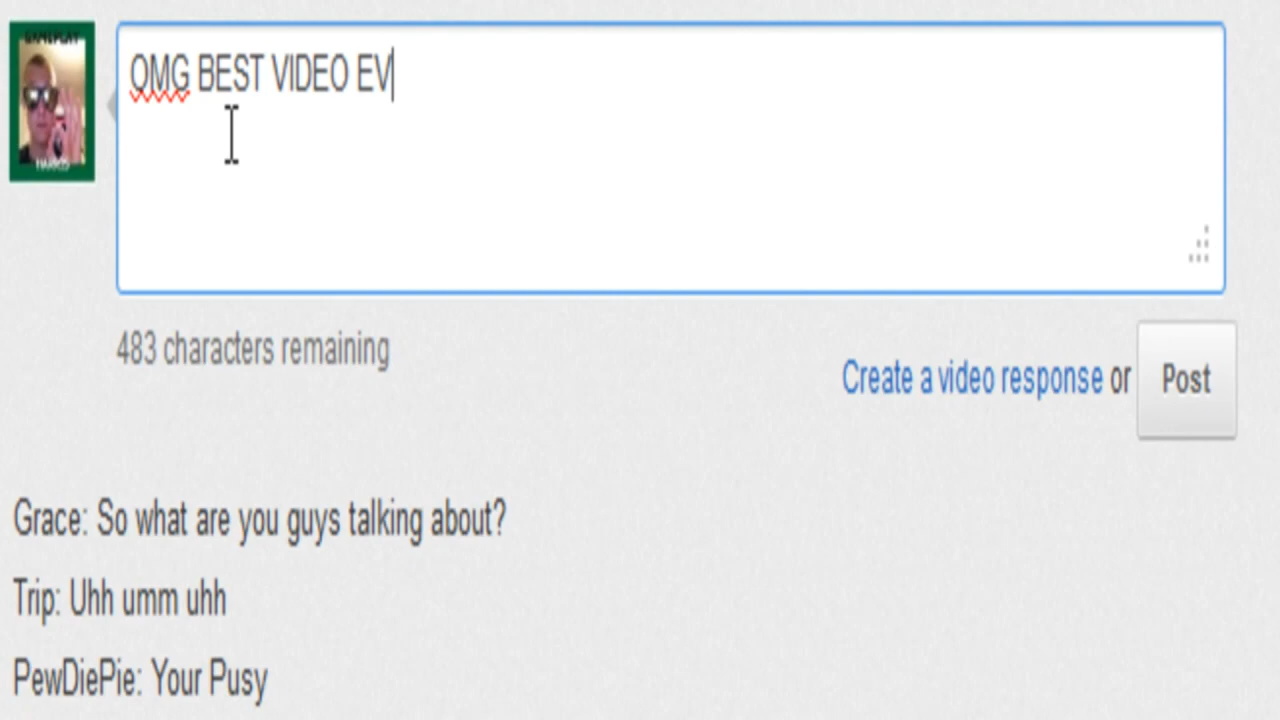 GAMEPLAY
OMG BEST VIDEO EV
483 characters remaining
Create a video response or Post
Grace: So what are you guys talking about?
Trip: Uhh umm uhh
PewDiePie: Your Pusy